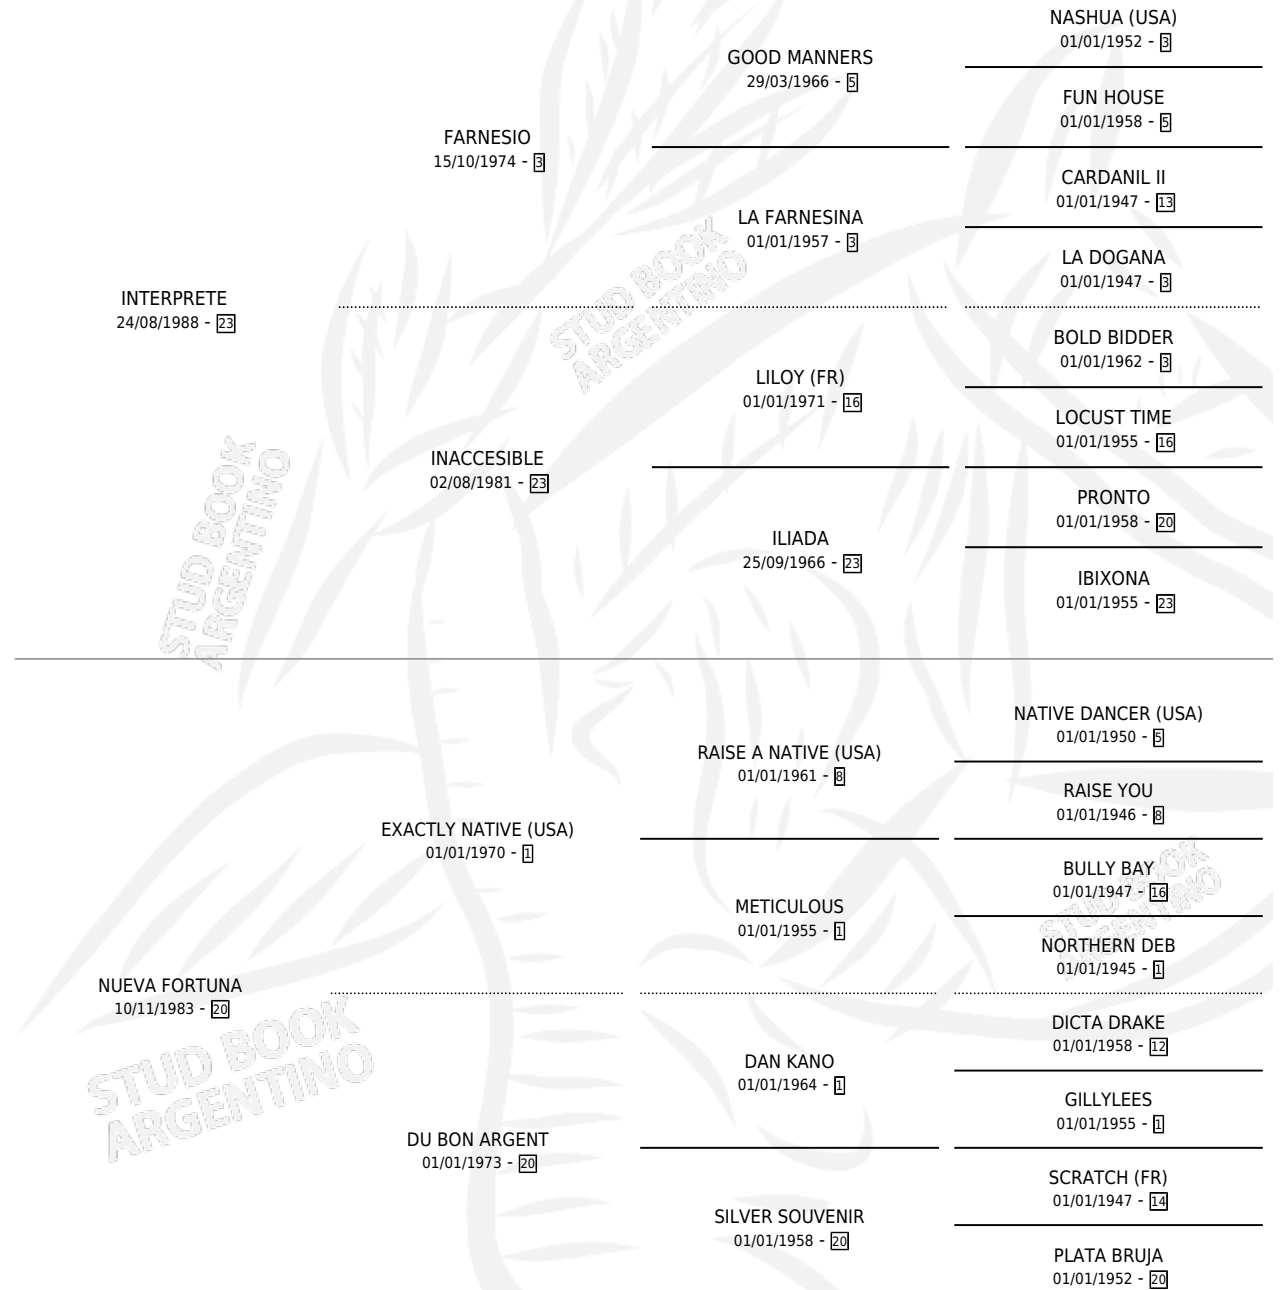 NASHUA (USA)
01/01/1952 - 3
GOOD MANNERS
29/03/1966 - 5
FUN HOUSE
01/01/1958 - 5
FARNESIO
15/10/1974 - 3
CARDANIL II
01/01/1947 - 13
LA FARNESINA
01/01/1957 - 3
LA DOGANA
01/01/1947 - 3
INTERPRETE
24/08/1988 - 23
BOLD BIDDER
01/01/1962 - 3
LILOY (FR)
01/01/1971 - 16
LOCUST TIME
01/01/1955 - 16
INACCESIBLE
02/08/1981 - 23
PRONTO
01/01/1958 - 20
ILIADA
25/09/1966 - 23
IBIXONA
01/01/1955 - 23
NATIVE DANCER (USA)
01/01/1950 - 5
RAISE A NATIVE (USA)
01/01/1961 - 8
RAISE YOU
01/01/1946 - 8
EXACTLY NATIVE (USA)
01/01/1970 - 1
BULLY BAY
01/01/1947 - 16
METICULOUS
01/01/1955 - 1
NORTHERN DEB
01/01/1945 - 1
NUEVA FORTUNA
10/11/1983 - 20
DICTA DRAKE
01/01/1958 - 12
DAN KANO
01/01/1964 - 1
GILLYLEES
01/01/1955 - 1
DU BON ARGENT
01/01/1973 - 20
SCRATCH (FR)
01/01/1947 - 14
SILVER SOUVENIR
01/01/1958 - 20
PLATA BRUJA
01/01/1952 - 20
STUD BOOK
ARGENTINO
STUD BOOK
ARGENTINO
STUD BOOK
ARGENTINO
STUD BOOK
ARGENTINO